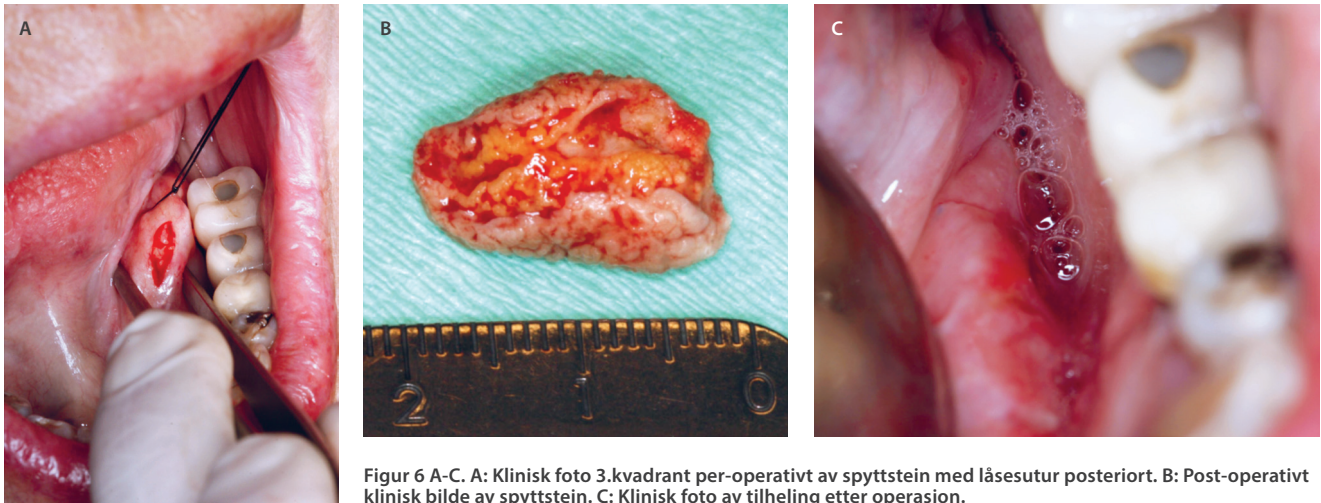 A
B
C
2 1 0
Figur 6 A-C. A: Klinisk foto 3.kvadrant per-operativt av spyttstein med låsesutur posteriort. B: Post-operativt
klinisk bilde av spyttstein. C: Klinisk foto av tilheling etter operasjon.